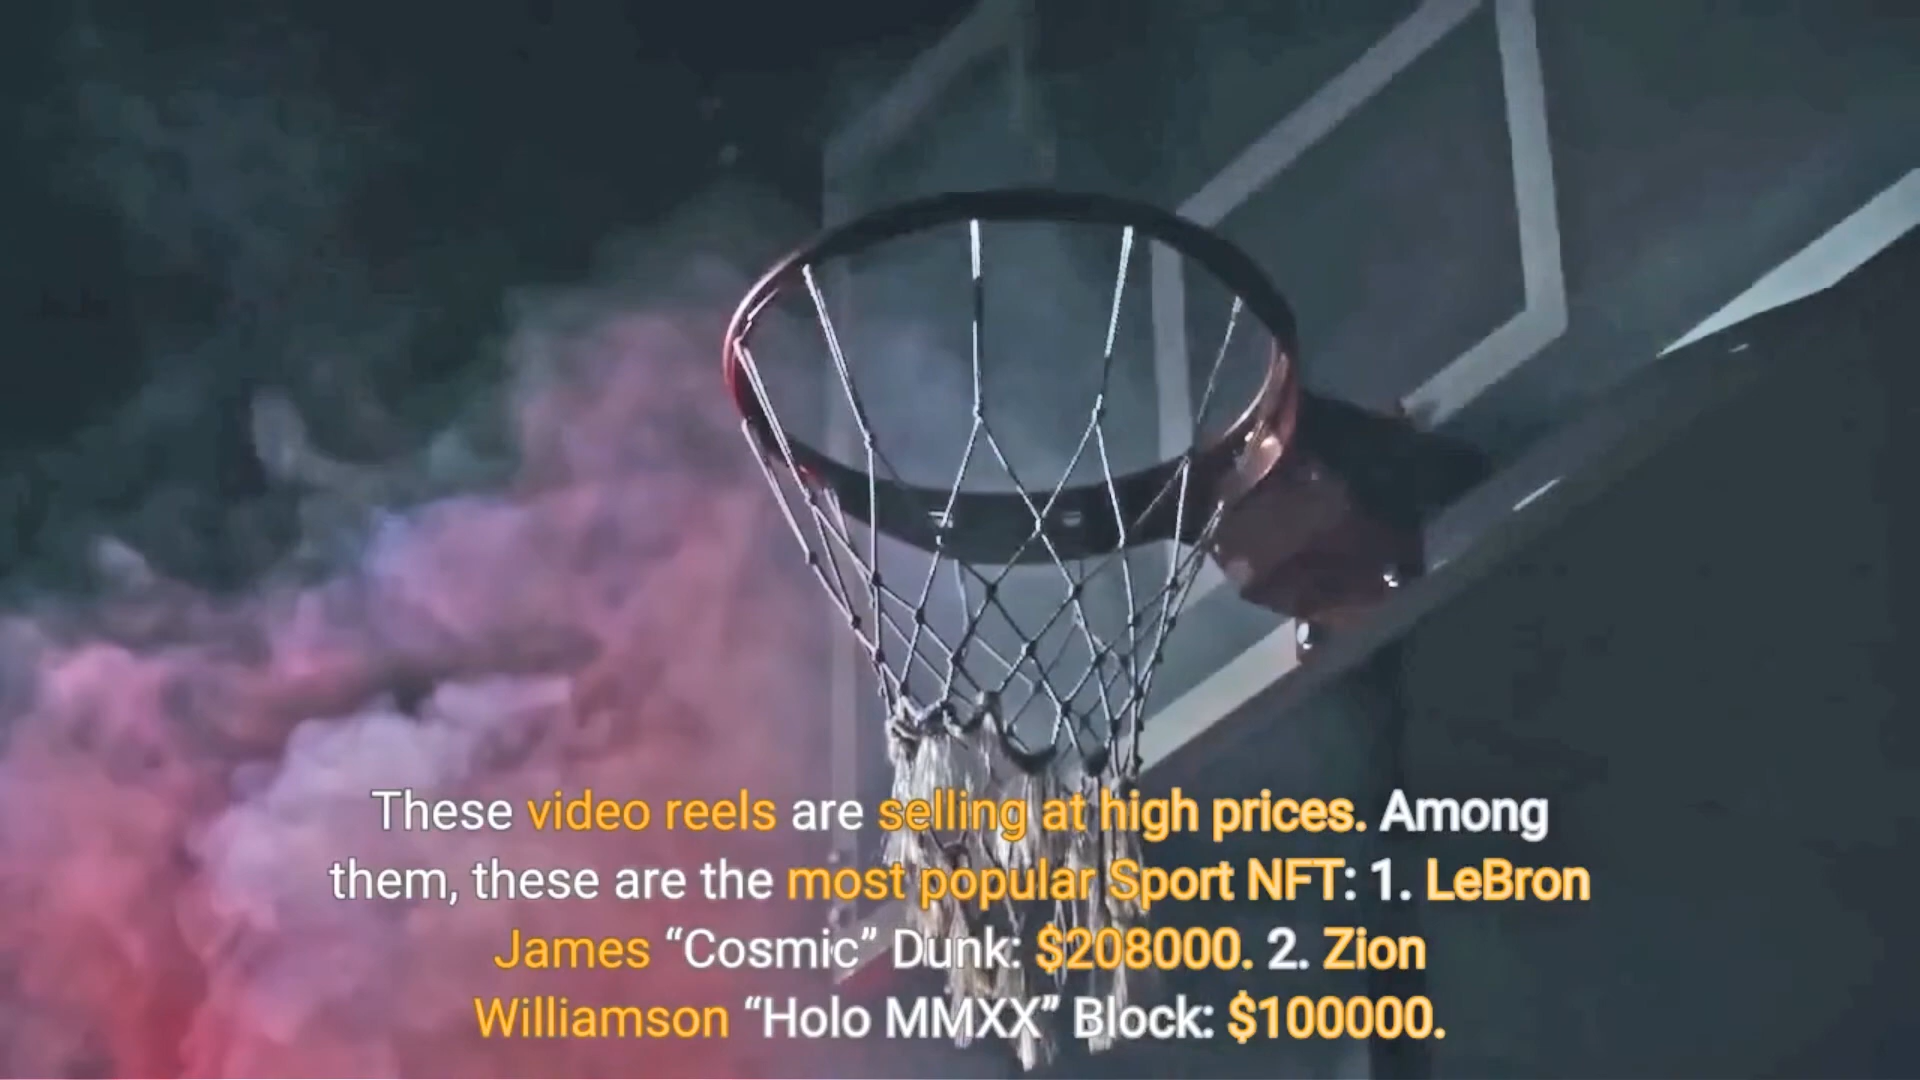 These video reels are selling at high prices. Among
them, these are the most popular Sport NFT: 1. LeBron
James “Cosmic” Dunk: $208000. 2. Zion
Williamson “Holo MMXX” Block: $100000.